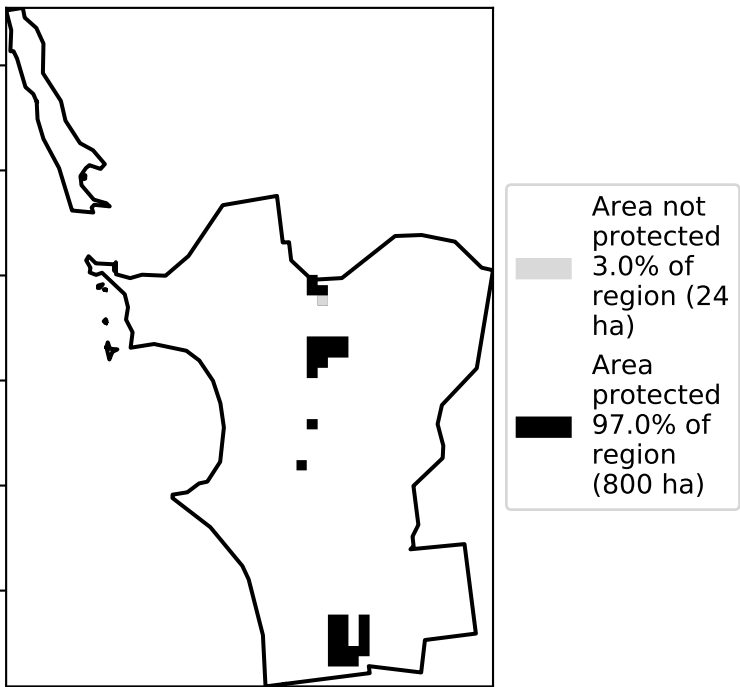 Area not
protected
3.0% of
region (24
ha)
Area
protected
97.0% of
region
(800 ha)